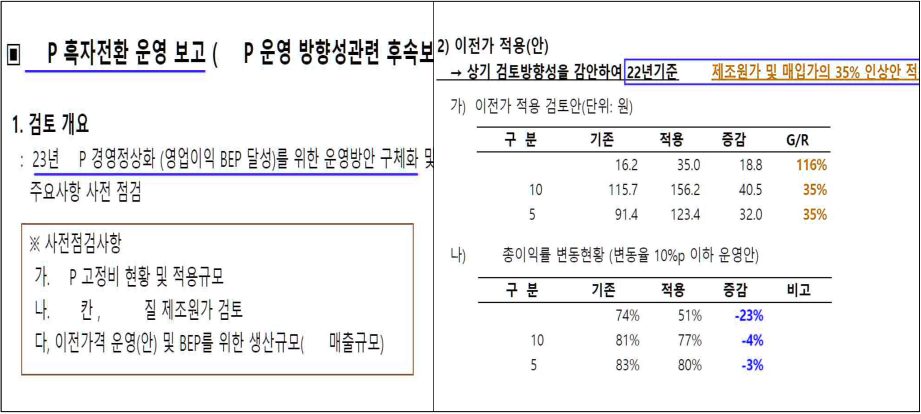 ▣ P 흑자전환 운영 보고 ( P 운영 방향성관련 후속보
1. 검토 개요
: 23년 P 경영정상화 (영업이익 BEP 달성)를 위한 운영방안 구체화 및
주요사항 사전 점검
※ 사전점검사항
가. P 고정비 현황 및 적용규모
나. 칸 , 질 제조원가 검토
다, 이전가격 운영(안) 및 BEP를 위한 생산규모( 매출규모)
2) 이전가 적용(안)
→ 상기 검토방향성을 감안하여 22년기준 제조원가 및 매입가의 35% 인상안 적
가) 이전가 적용 검토안(단위: 원)
구 분 기존 적용 증감 G/R
16.2 35.0 18.8 116%
10 115.7 156.2 40.5 35%
5 91.4 123.4 32.0 35%
나) 총이익률 변동현황 (변동율 10%p 이하 운영안)
구 분 기존 적용 증감 비고
74% 51% -23%
10 81% 77% -4%
5 83% 80% -3%